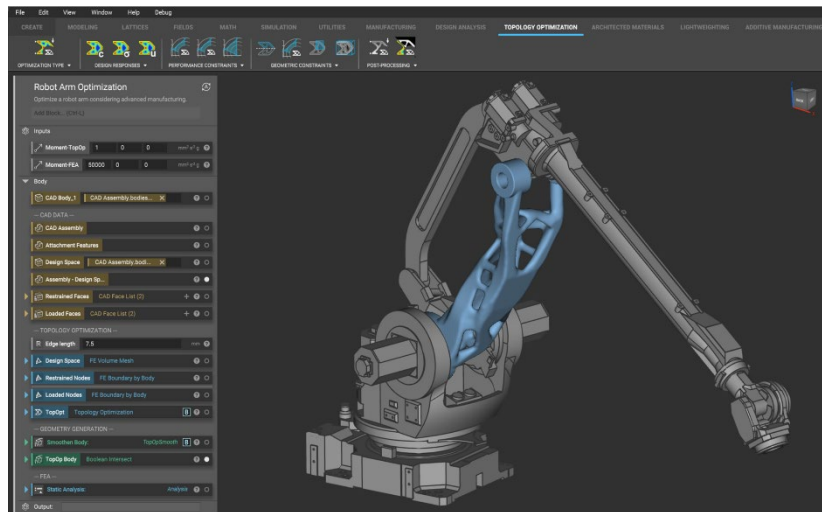 File Edit View Window Help Debug
CREATE MODELING LATTICES FIELDS MATH SIMULATION UTILITIES MANUFACTURING DESIGN ANALYSIS TOPOLOGY OPTIMIZATION ARCHITECTED MATERIALS LIGHTWEIGHTING ADDITIVE MANUFACTURING
OPTIMIZATION TYPE DESIGN RESPONSES PERFORMANCE CONSTRAINTS GEOMETRIC CONSTRAINTS POST-PROCESSING
Robot Arm Optimization
Optimize a robot arm considering advanced manufacturing.
Add Block... (Ctrl-L)
Inputs
Moment-TopOp 1 0 0
Moment-FEA 50000 0 0
Body
CAD Body_1 CAD Assembly.bodies...
-- CAD DATA --
CAD Assembly
Attachment Features
Design Space CAD Assembly.bodi...
Assembly - Design Sp...
Restrained Faces CAD Face List (2)
Loaded Faces CAD Face List (2)
-- TOPOLOGY OPTIMIZATION --
Edge length 7.5 mm
Design Space FE Volume Mesh
Restrained Nodes FE Boundary by Body
Loaded Nodes FE Boundary by Body
TopOpt Topology Optimization
-- GEOMETRY GENERATION --
Smoothen Body: TopOpSmooth
TopOp Body Boolean Intersect
-- FEA --
Static Analysis: Analysis
Output: